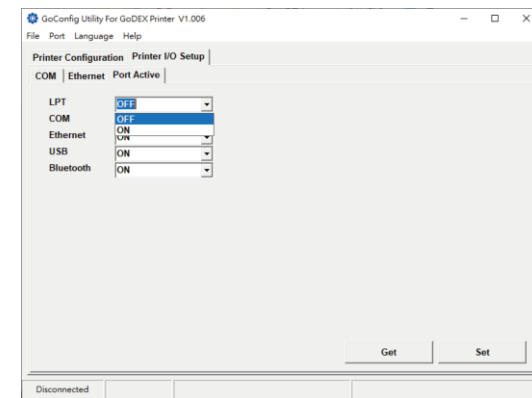 GoConfig Utility For GoDEX Printer V1.006
File Port Language Help
Printer Configuration Printer I/O Setup
COM Ethernet Port Active
LPT OFF
COM OFF
ON
Ethernet ON
USB ON
Bluetooth ON
Get Set
Disconnected